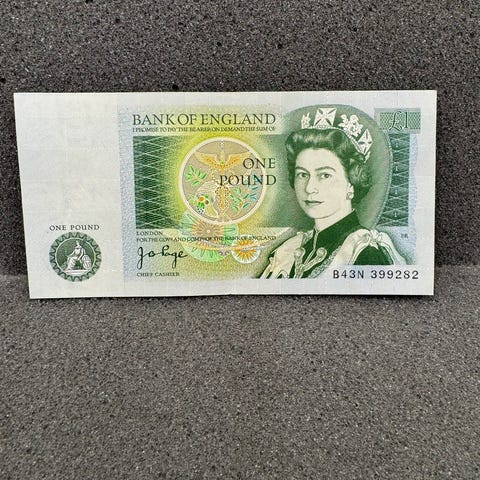 BANK OF ENGLAND
I PROMISE TO PAY THE BEARER ON DEMAND THE SUM OF
£1
ONE
POUND
ONE POUND
LONDON
FOR THE GOVR AND COMPA OF THE BANK OF ENGLAND
CHIEF CASHIER
B43N 399282